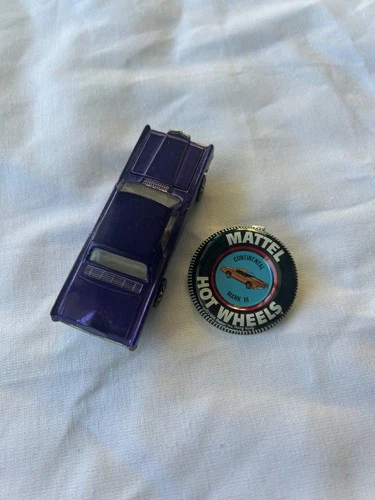 MATTEL
CONTINENTAL
MARK III
HOT WHEELS